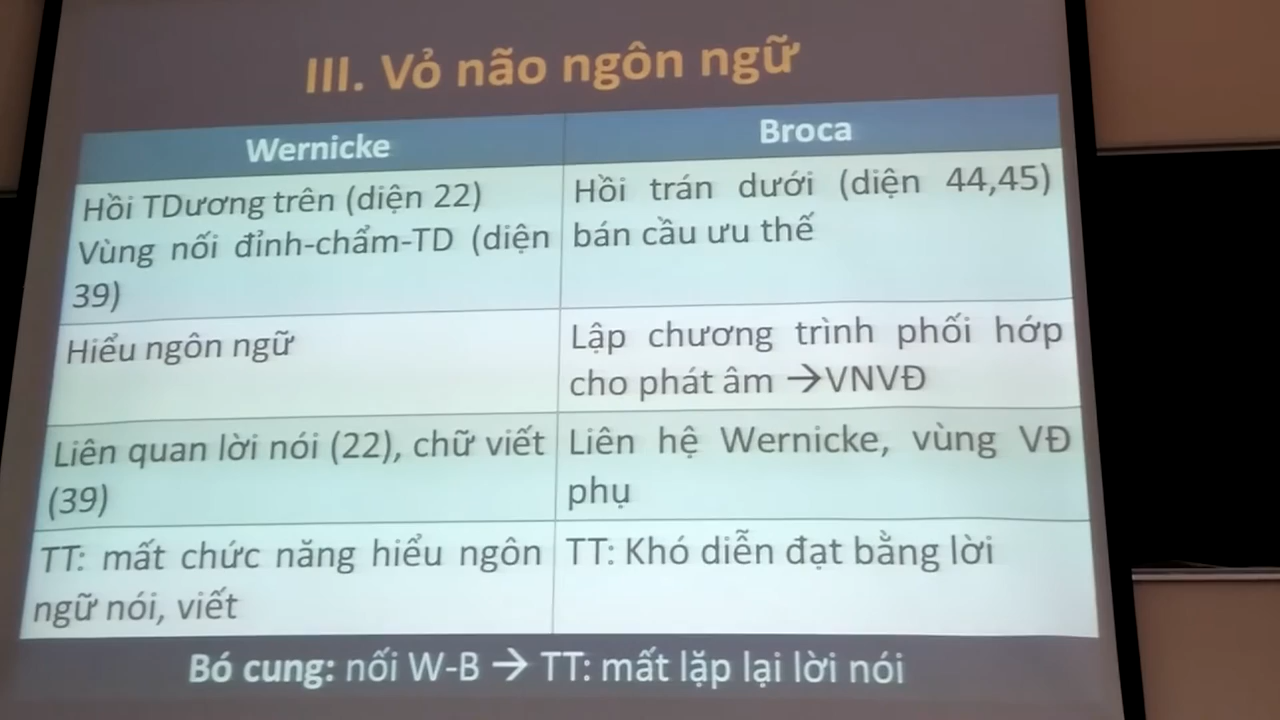 III. Vỏ não ngôn ngữ
Wernicke
Broca
Hồi TDương trên (diện 22)
Vùng nối đỉnh-chẩm-TD (diện
39)
Hồi trán dưới (diện 44,45)
bán cầu ưu thế
Hiểu ngôn ngữ
Lập chương trình phối hớp
cho phát âm →VNVĐ
Liên quan lời nói (22), chữ viết
(39)
Liên hệ Wernicke, vùng VĐ
phụ
TT: mất chức năng hiểu ngôn
ngữ nói, viết
TT: Khó diễn đạt bằng lời
Bó cung: nối W-B → TT: mất lặp lại lời nói